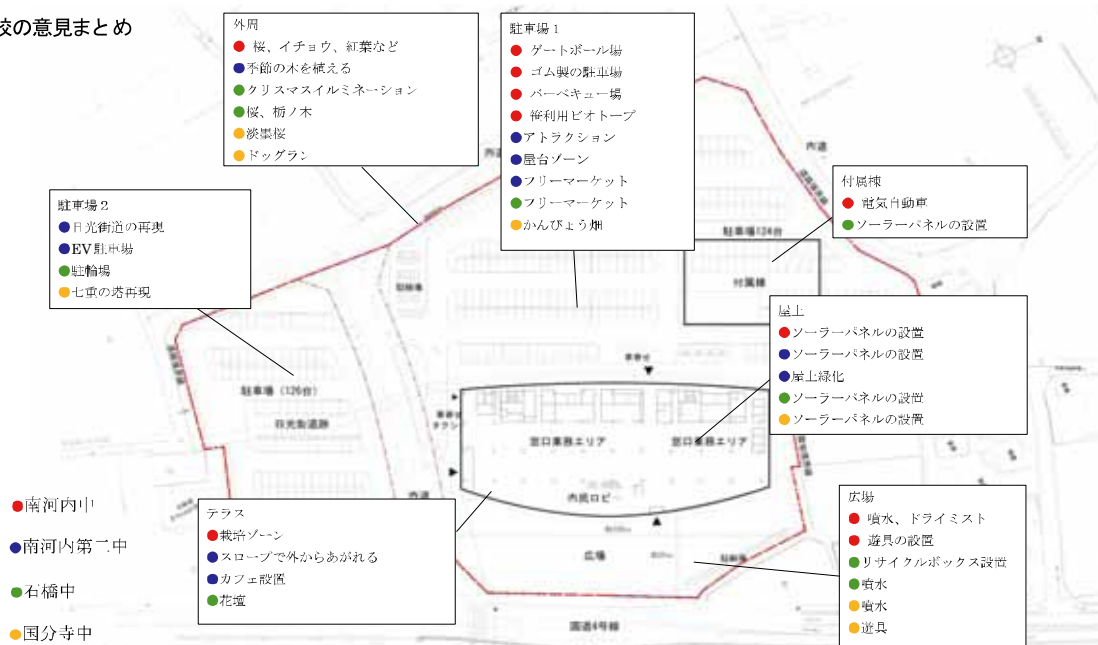 校の意見まとめ
外周
桜、イチョウ、紅葉など
季節の木を植える
クリスマスイルミネーション
桜、栃ノ木
淡墨桜
ドッグラン
駐車場1
ゲートボール場
ゴム製の駐車場
バーベキュー場
笹利用ビオトープ
アトラクション
屋台ゾーン
フリーマーケット
フリーマーケット
かんぴょう畑
付属棟
電気自動車
ソーラーパネルの設置
駐車場2
日光街道の再現
EV駐車場
駐輪場
七重の塔再現
屋上
ソーラーパネルの設置
ソーラーパネルの設置
屋上緑化
ソーラーパネルの設置
ソーラーパネルの設置
内道
駐車場124台
付属棟
駐車場(126台)
日光街道跡
車寄せ
窓口業務エリア
窓口業務エリア
内道
広場
国道4号線
テラス
栽培ゾーン
スロープで外からあがれる
カフェ設置
花壇
広場
噴水、ドライミスト
遊具の設置
リサイクルボックス設置
噴水
噴水
遊具
南河内中
南河内第二中
石橋中
国分寺中